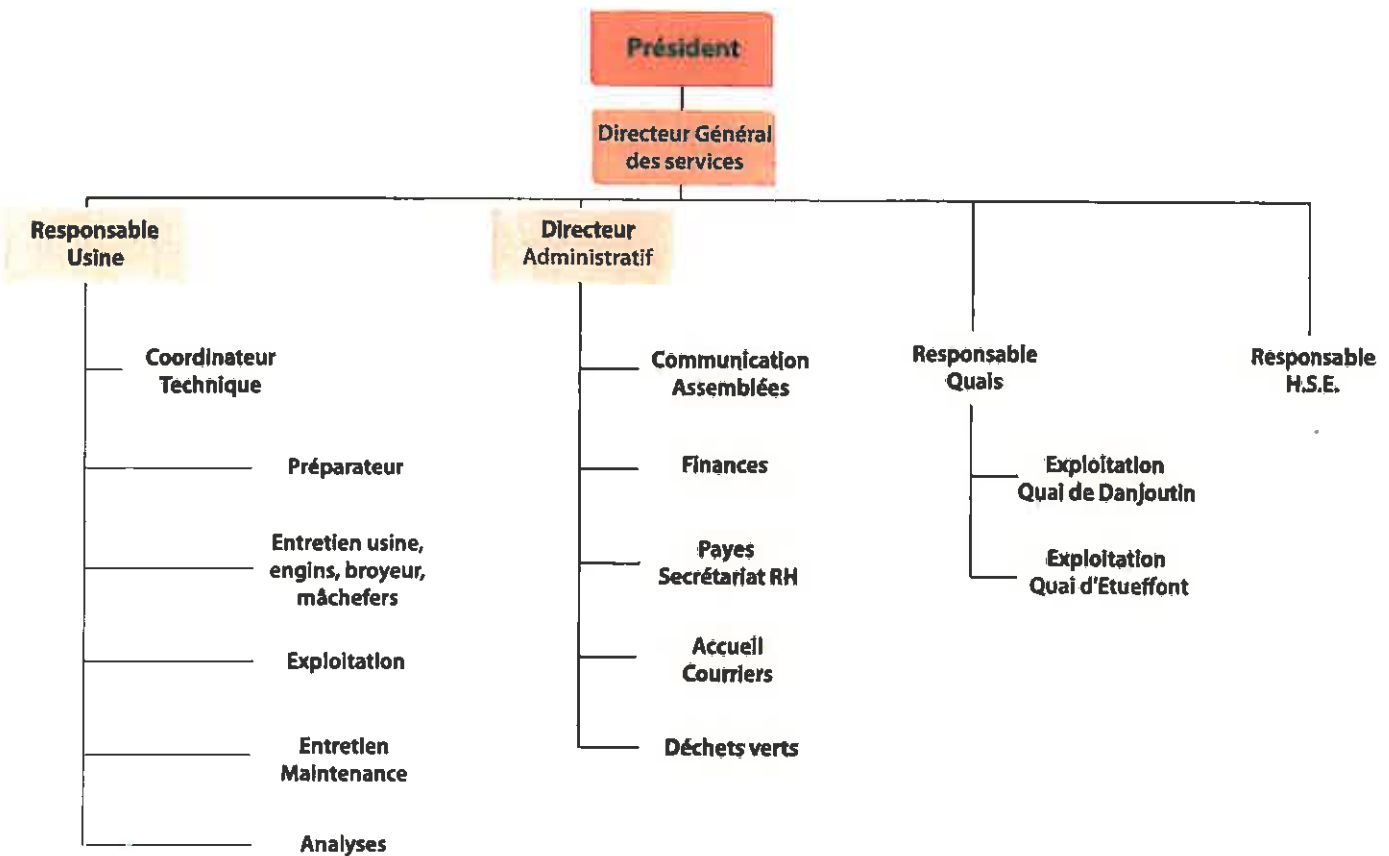 Président
Directeur Général
des services
Responsable
Usine
Coordinateur
Technique
Préparateur
Entretien usine,
engins, broyeur,
mâchefers
Exploitation
Entretien
Maintenance
Analyses
Directeur
Administratif
Communication
Assemblées
Finances
Payes
Secrétariat RH
Accueil
Courriers
Déchets verts
Responsable
Quais
Exploitation
Quai de Danjoutin
Exploitation
Quai d'Etueffont
Responsable
H.S.E.